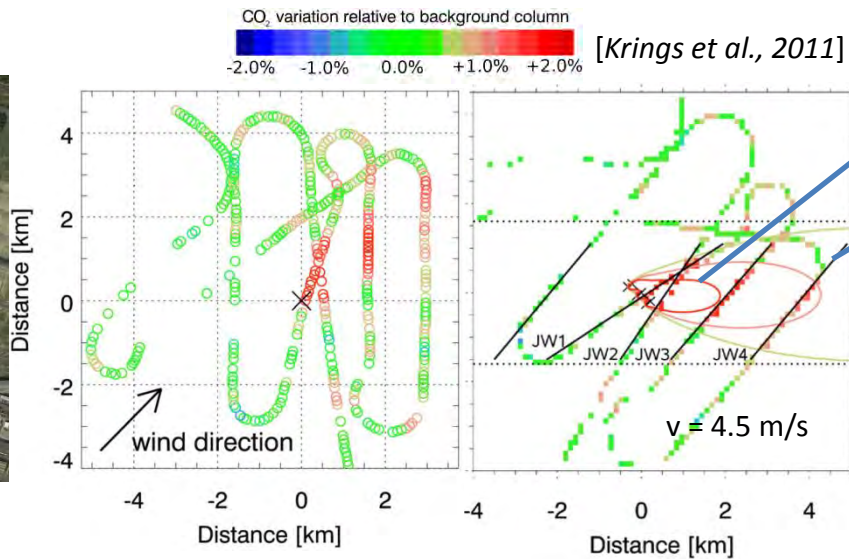 CO₂ variation relative to background column
-2.0% -1.0% 0.0% +1.0% +2.0%
[Krings et al., 2011]
Distance [km]
4
2
0
-2
-4
wind direction
-4 -2 0 2
Distance [km]
JW1 JW2 JW3 JW4
v = 4.5 m/s
-4 -2 0 2 4
Distance [km]